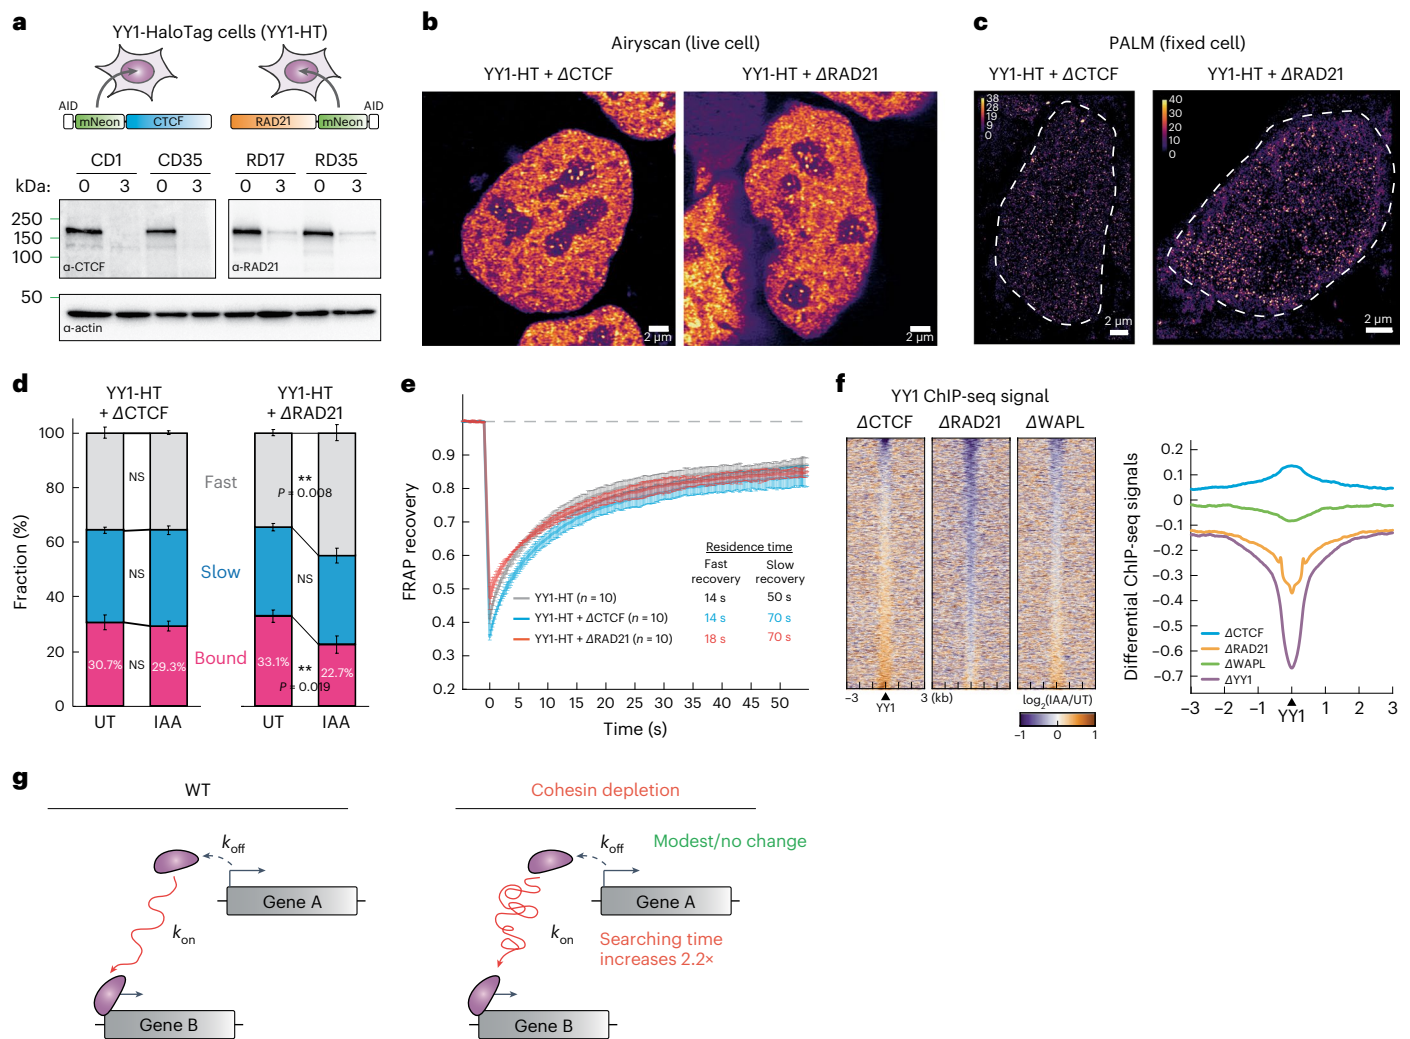 a
YY1-HaloTag cells (YY1-HT)
AID
AID
mNeon
CTCF
RAD21
mNeon
CD1
CD35
RD17
RD35
kDa:
0
3
0
3
0
3
0
3
250
150
100
α-CTCF
α-RAD21
50
α-actin
b
Airyscan (live cell)
YY1-HT + ΔCTCF
YY1-HT + ΔRAD21
2 μm
2 μm
c
PALM (fixed cell)
YY1-HT + ΔCTCF
YY1-HT + ΔRAD21
38
28
19
9
0
40
30
20
10
0
2 μm
2 μm
d
YY1-HT
+ ΔCTCF
YY1-HT
+ ΔRAD21
Fraction (%)
100
80
60
40
20
0
NS
NS
NS
30.7%
29.3%
Fast
Slow
Bound
**
P = 0.008
NS
**
P = 0.019
33.1%
22.7%
UT
IAA
UT
IAA
e
FRAP recovery
0.9
0.8
0.7
0.6
0.5
0.4
0.3
0.2
Residence time
Fast recovery
Slow recovery
YY1-HT (n = 10)
14 s
50 s
YY1-HT + ΔCTCF (n = 10)
14 s
70 s
YY1-HT + ΔRAD21 (n = 10)
18 s
70 s
0
5
10
15
20
25
30
35
40
45
50
Time (s)
f
YY1 ChIP-seq signal
ΔCTCF
ΔRAD21
ΔWAPL
−3
YY1
3 (kb)
log2(IAA/UT)
−1
0
1
Differential ChIP-seq signals
0.2
0.1
0
−0.1
−0.2
−0.3
−0.4
−0.5
−0.6
−0.7
ΔCTCF
ΔRAD21
ΔWAPL
ΔYY1
−3
−2
−1
YY1
1
2
3
g
WT
koff
Gene A
kon
Gene B
Cohesin depletion
koff
Modest/no change
Gene A
kon
Searching time
increases 2.2×
Gene B